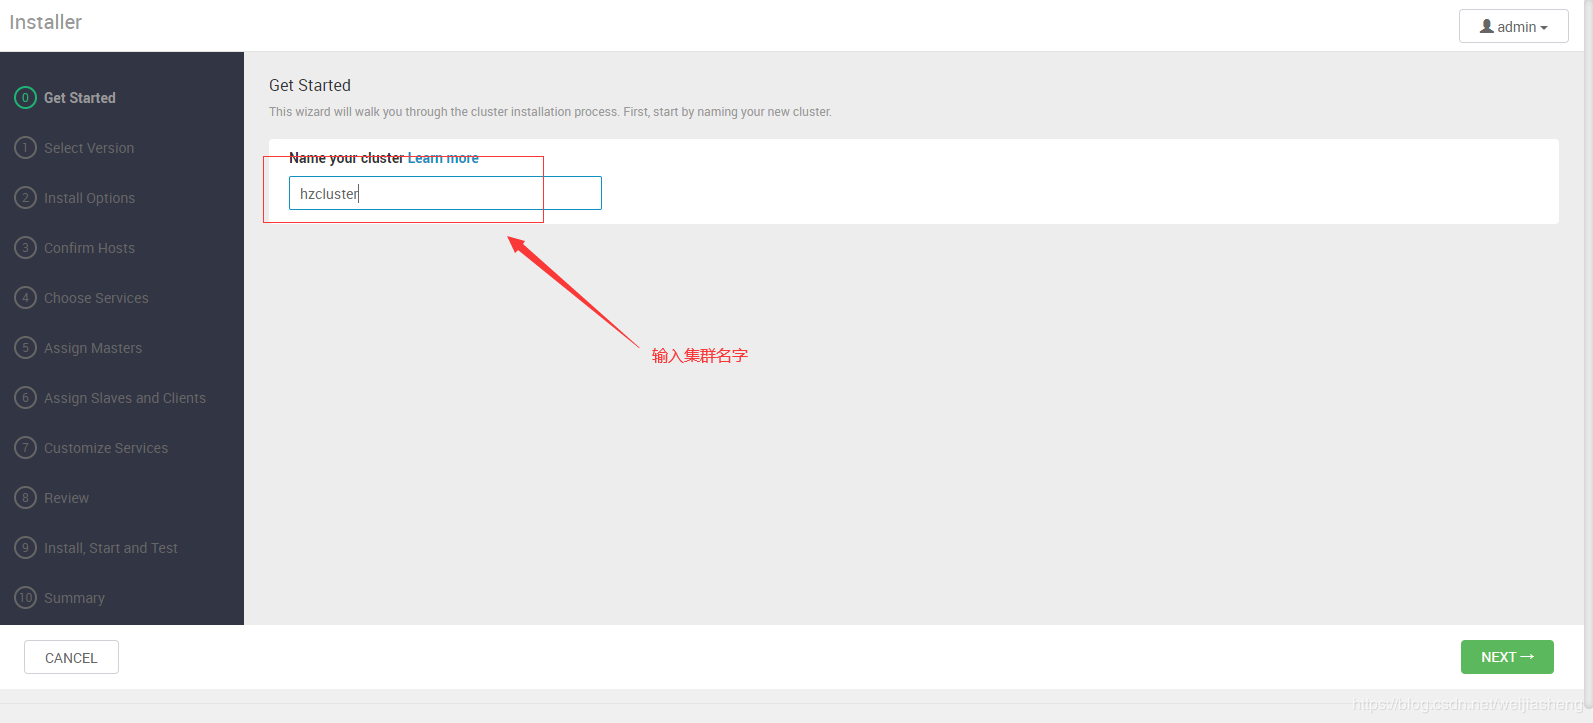 Installer
admin
0 Get Started
1 Select Version
2 Install Options
3 Confirm Hosts
4 Choose Services
5 Assign Masters
6 Assign Slaves and Clients
7 Customize Services
8 Review
9 Install, Start and Test
10 Summary
Get Started
This wizard will walk you through the cluster installation process. First, start by naming your new cluster.
Name your cluster Learn more
hzcluster
输入集群名字
CANCEL
NEXT →
https://blog.csdn.net/weijiasheng